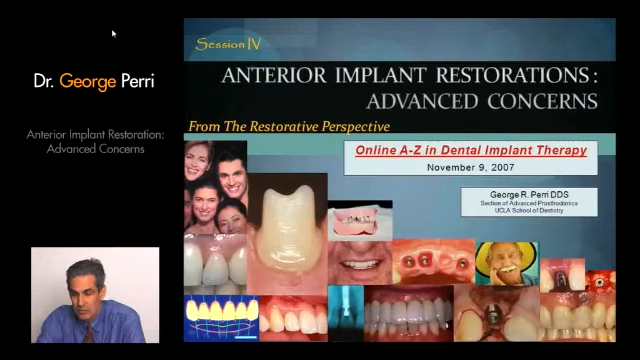 Dr. George Perri
Anterior Implant Restoration:
Advanced Concerns
Session IV
ANTERIOR IMPLANT RESTORATIONS:
ADVANCED CONCERNS
From The Restorative Perspective
Online A-Z in Dental Implant Therapy
November 9, 2007
George R. Perri DDS
Section of Advanced Prosthodontics
UCLA School of Dentistry